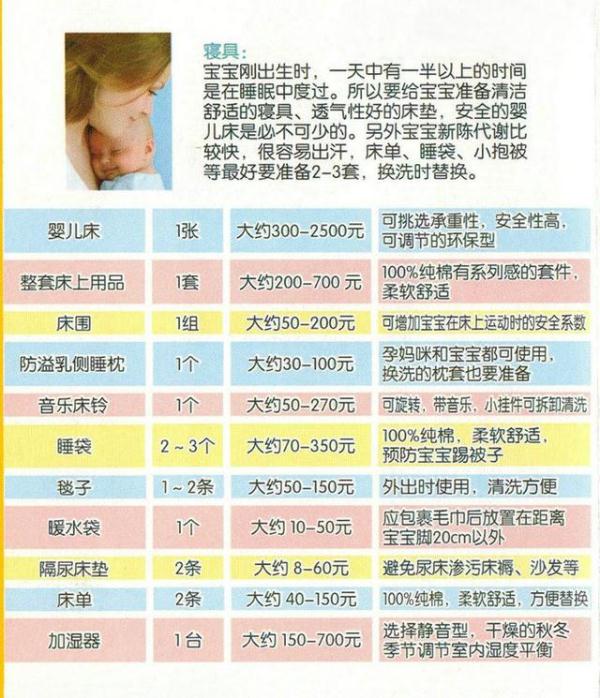 寝具：
宝宝刚出生时，一天中有一半以上的时间
是在睡眠中度过。所以要给宝宝准备清洁
舒适的寝具、透气性好的床垫，安全的婴
儿床是必不可少的。另外宝宝新陈代谢比
较快，很容易出汗，床单、睡袋、小抱被
等最好要准备2-3套，换洗时替换。
婴儿床 1张 大约300-2500元 可挑选承重性，安全性高，
可调节的环保型
整套床上用品 1套 大约200-700 元 100%纯棉有系列感的套件，
柔软舒适
床围 1组 大约50-200元 可增加宝宝在床上运动时的安全系数
防溢乳侧睡枕 1个 大约30-100元 孕妈咪和宝宝都可使用，
换洗的枕套也要准备
音乐床铃 1个 大约50-270元 可旋转，带音乐，小挂件可拆卸清洗
睡袋 2~3个 大约70-350元 100%纯棉，柔软舒适，
预防宝宝踢被子
毯子 1~2条 大约50-150元 外出时使用，清洗方便
暖水袋 1个 大约 10-50元 应包裹毛巾后放置在距离
宝宝脚20cm以外
隔尿床垫 2条 大约 8-60元 避免尿床渗污床褥、沙发等
床单 2条 大约 40-150元 100%纯棉，柔软舒适，方便替换
加湿器 1台 大约 150-700元 选择静音型，干燥的秋冬
季节调节室内湿度平衡